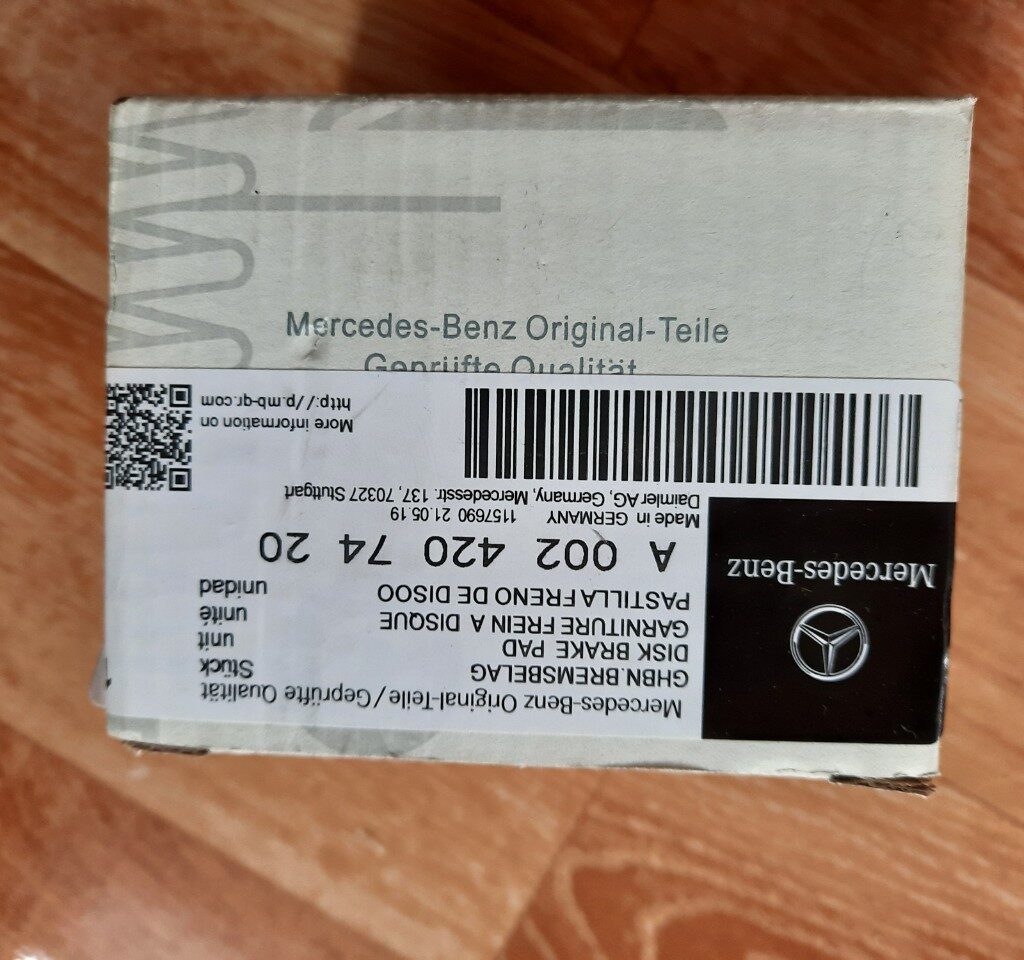 Mercedes-Benz Original-Teile
Geprüfte Qualität
Mercedes-Benz Original-Teile / Geprüfte Qualität
GHBN.BREMSBELAG Stück
DISK BRAKE PAD unit
GARNITURE FREIN A DISQUE unité
PASTILLA FRENO DE DISOO unidad
A 002 420 74 20
Made in GERMANY 1157690 21.05.19
Daimler AG, Germany, Mercedesstr. 137, 70327 Stuttgart
More information on
http://p.mb-qr.com
Mercedes-Benz